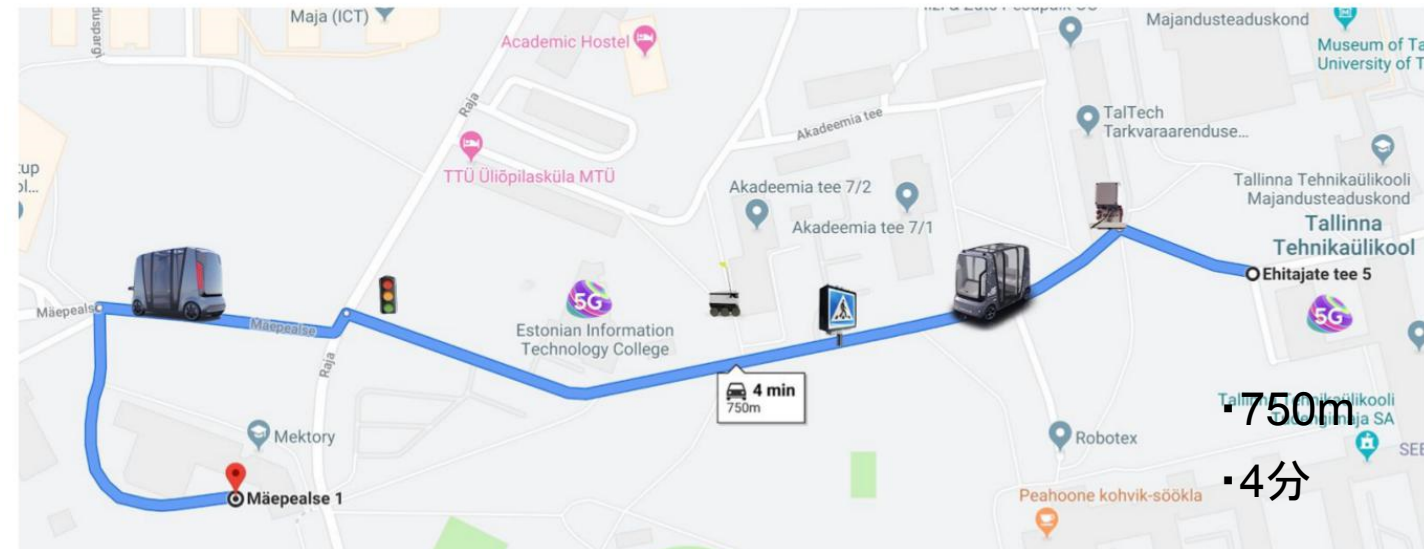 Maja (ICT)
Academic Hostel
Majandusteaduskond
Museum of Ta
University of T
Raja
Akadeemia tee
TalTech
Tarkvaraarenduse...
TTÜ Üliõpilasküla MTÜ
Akadeemia tee 7/2
Akadeemia tee 7/1
Tallinna Tehnikaülikooli
Majandusteaduskond
Tallinna
Tehnikaülikool
Ehitajate tee 5
5G
Estonian Information
Technology College
5G
Mäepealse
Mäepealse
Raja
4 min
750m
Mektory
Mäepealse 1
Robotex
Peahoone kohvik-söökla
SEE
▪750m
▪4分